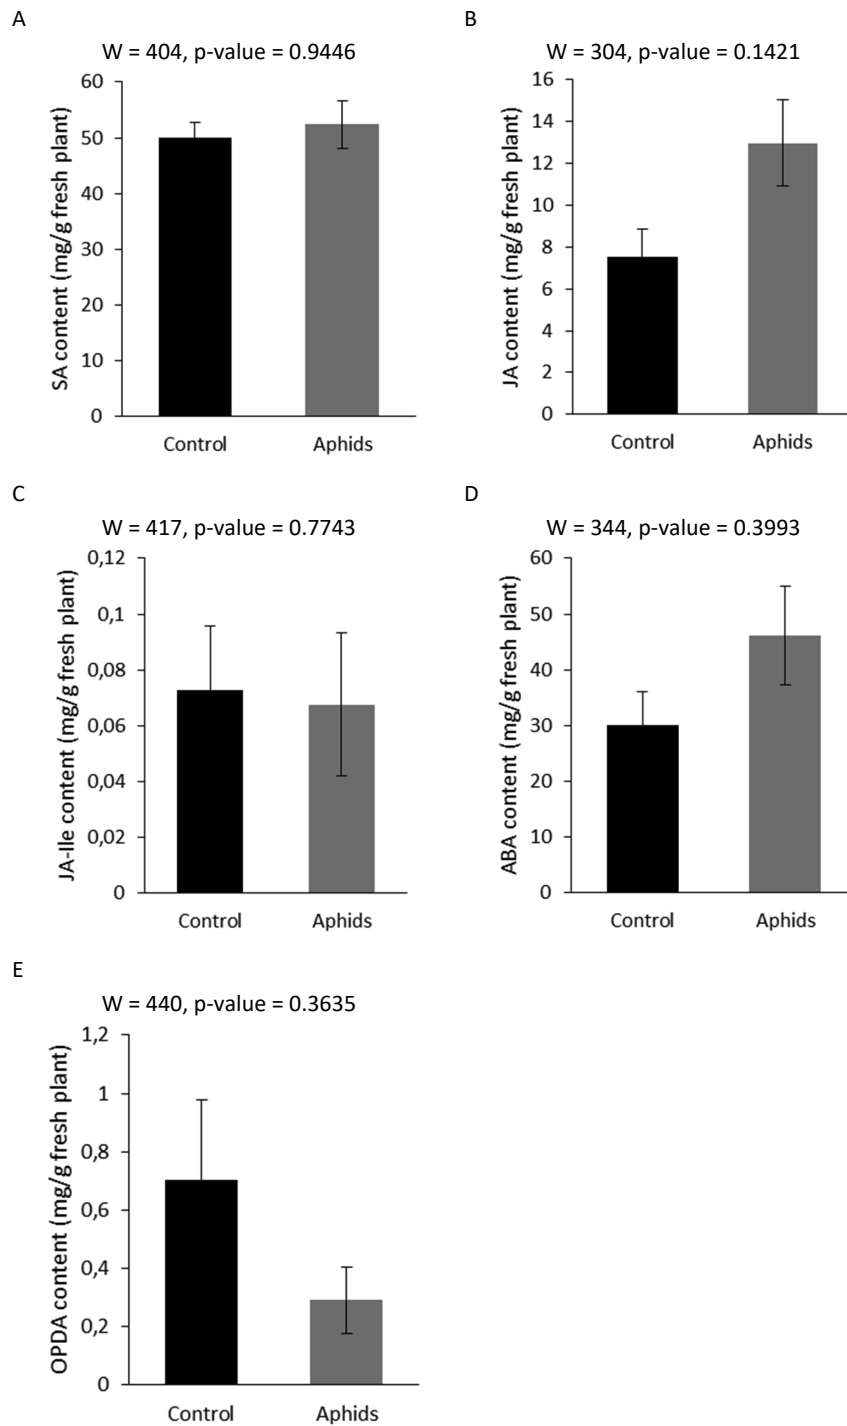 A
W = 404, p-value = 0.9446
SA content (mg/g fresh plant)
60
50
40
30
20
10
0
Control Aphids
B
W = 304, p-value = 0.1421
JA content (mg/g fresh plant)
16
14
12
10
8
6
4
2
0
Control Aphids
C
W = 417, p-value = 0.7743
JA-Ile content (mg/g fresh plant)
0,12
0,1
0,08
0,06
0,04
0,02
0
Control Aphids
D
W = 344, p-value = 0.3993
ABA content (mg/g fresh plant)
60
50
40
30
20
10
0
Control Aphids
E
W = 440, p-value = 0.3635
OPDA content (mg/g fresh plant)
1,2
1
0,8
0,6
0,4
0,2
0
Control Aphids